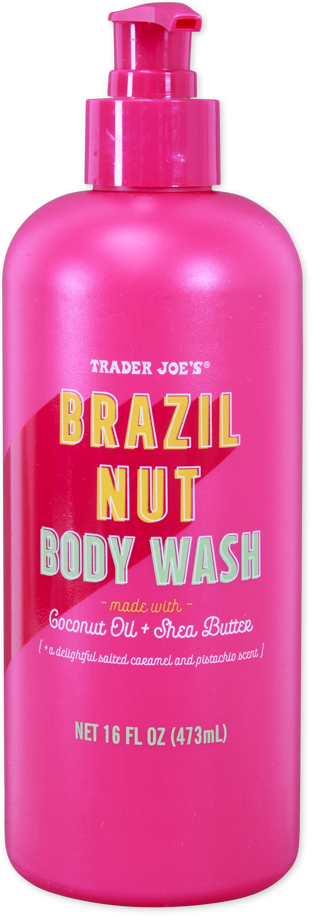 TRADER JOE'S®
BRAZIL
NUT
BODY WASH
- made with -
Coconut Oil + Shea Butter
[ + a delightful salted caramel and pistachio scent ]
NET 16 FL OZ (473mL)